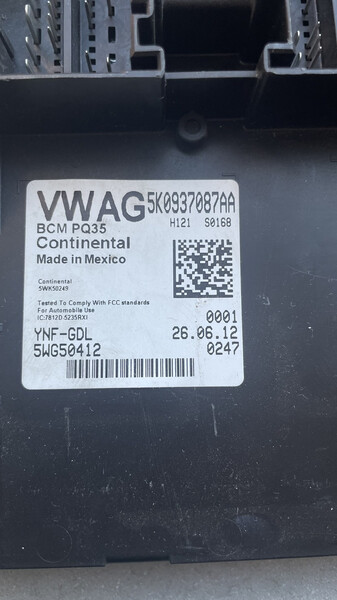 VWAG 5K0937087AA
BCM PQ35 H121 S0168
Continental
Made in Mexico
Continental
5WK50249
Tested To Comply With FCC standards
For Automobile Use
IC:7812D-5235RXI 0001
YNF-GDL 26.06.12
5WG50412 0247